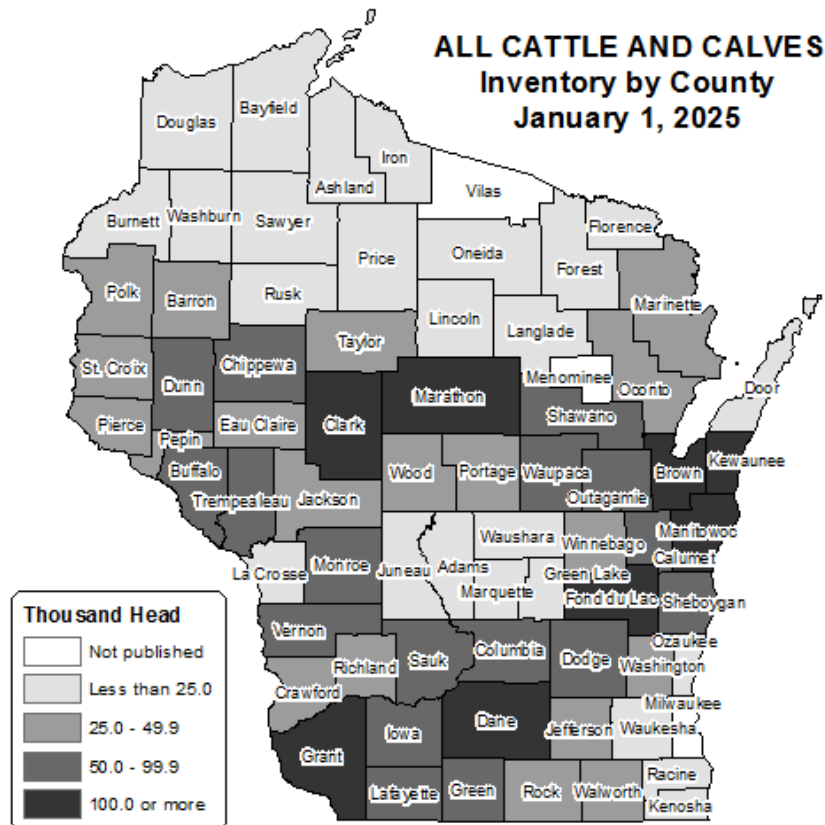 ALL CATTLE AND CALVES
Inventory by County
January 1, 2025
Bayfield
Douglas
Iron
Ashland
Vilas
Burnett
Washburn
Sawyer
Florence
Oneida
Price
Forest
Polk
Barron
Rusk
Marinette
Lincoln
Langlade
Taylor
St. Croix
Chippewa
Menominee
Dunn
Oconto
Door
Marathon
Shawano
Pierce
Eau Claire
Clark
Pepin
Kewaunee
Buffalo
Wood
Portage
Waupaca
Brown
Trempealeau
Jackson
Outagamie
Manitowoc
Waushara
Winnebago
Calumet
La Crosse
Monroe
Juneau
Adams
Green Lake
Marquette
Fond du Lac
Sheboygan
Vernon
Ozaukee
Columbia
Richland
Sauk
Dodge
Washington
Crawford
Milwaukee
Dane
Jefferson
Waukesha
Iowa
Grant
Racine
Lafayette
Green
Rock
Walworth
Kenosha
Thousand Head
Not published
Less than 25.0
25.0 - 49.9
50.0 - 99.9
100.0 or more